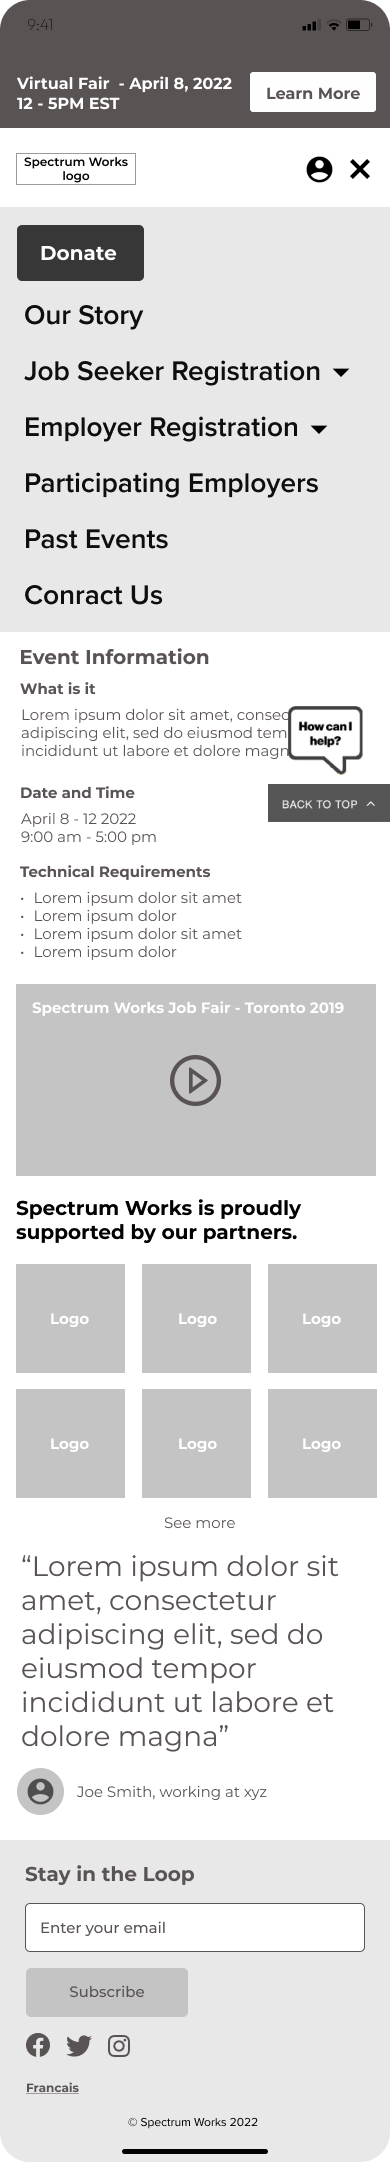 9:41
Virtual Fair - April 8, 2022
12 - 5PM EST
Learn More
Spectrum Works
logo
Donate
Our Story
Job Seeker Registration
Employer Registration
Participating Employers
Past Events
Conract Us
Event Information
What is it
Lorem ipsum dolor sit amet, consec
adipiscing elit, sed do eiusmod tem
incididunt ut labore et dolore magn
How can I
help?
BACK TO TOP
Date and Time
April 8 - 12 2022
9:00 am - 5:00 pm
Technical Requirements
• Lorem ipsum dolor sit amet
• Lorem ipsum dolor
• Lorem ipsum dolor sit amet
• Lorem ipsum dolor
Spectrum Works Job Fair - Toronto 2019
Spectrum Works is proudly
supported by our partners.
Logo Logo Logo
Logo Logo Logo
See more
“Lorem ipsum dolor sit
amet, consectetur
adipiscing elit, sed do
eiusmod tempor
incididunt ut labore et
dolore magna”
Joe Smith, working at xyz
Stay in the Loop
Enter your email
Subscribe
Francais
© Spectrum Works 2022